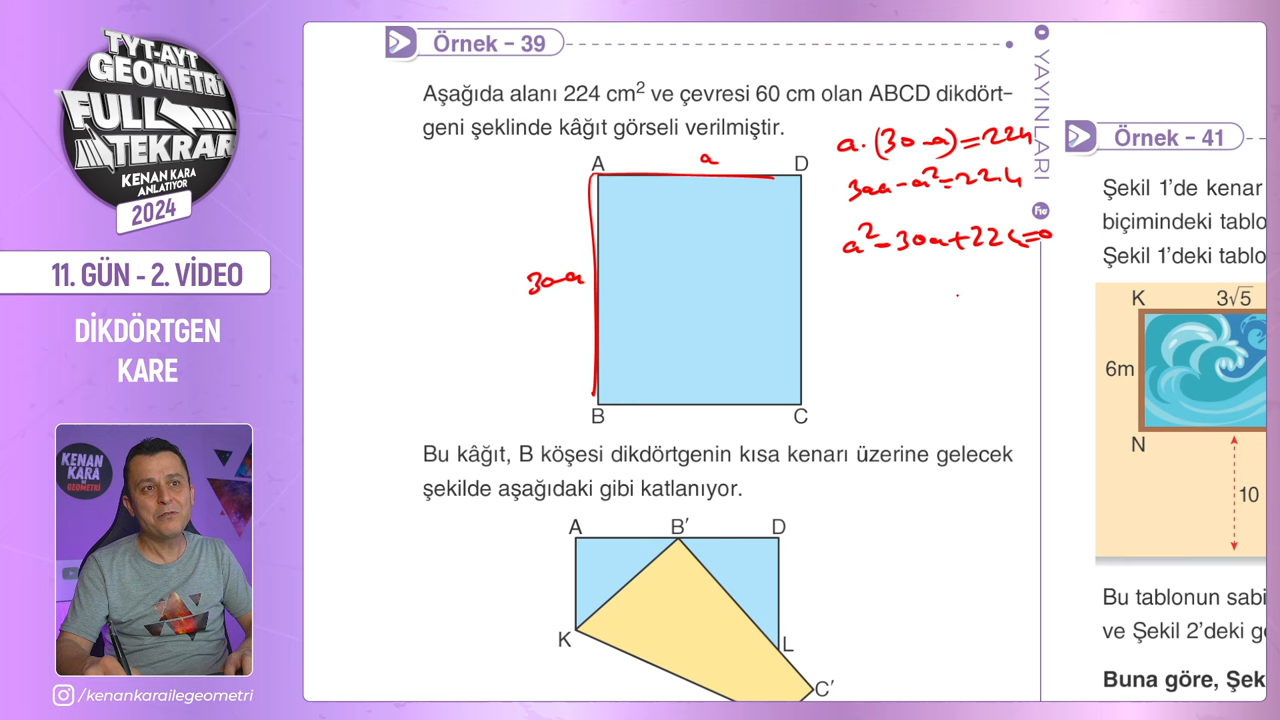 TYT-AYT
GEOMETRİ
FULL
TEKRAR
KENAN KARA
ANLATIYOR
2024
11. GÜN - 2. VİDEO
DİKDÖRTGEN
KARE
KENAN
KARA
GEOMETRİ
/kenankarailegeometri
Örnek – 39
Aşağıda alanı 224 cm² ve çevresi 60 cm olan ABCD dikdört-
geni şeklinde kâğıt görseli verilmiştir.
A
a
D
30-a
B
C
a.(30-a)=224
30a-a²=224
a²-30a+224=0
Bu kâğıt, B köşesi dikdörtgenin kısa kenarı üzerine gelecek
şekilde aşağıdaki gibi katlanıyor.
A
B′
D
K
L
C′
YAYINLARI
Örnek – 41
Şekil 1’de kenar
biçimindeki tablo
Şekil 1’deki tablo
K
3√5
6m
N
10
Bu tablonun sabi
ve Şekil 2’deki ge
Buna göre, Şek